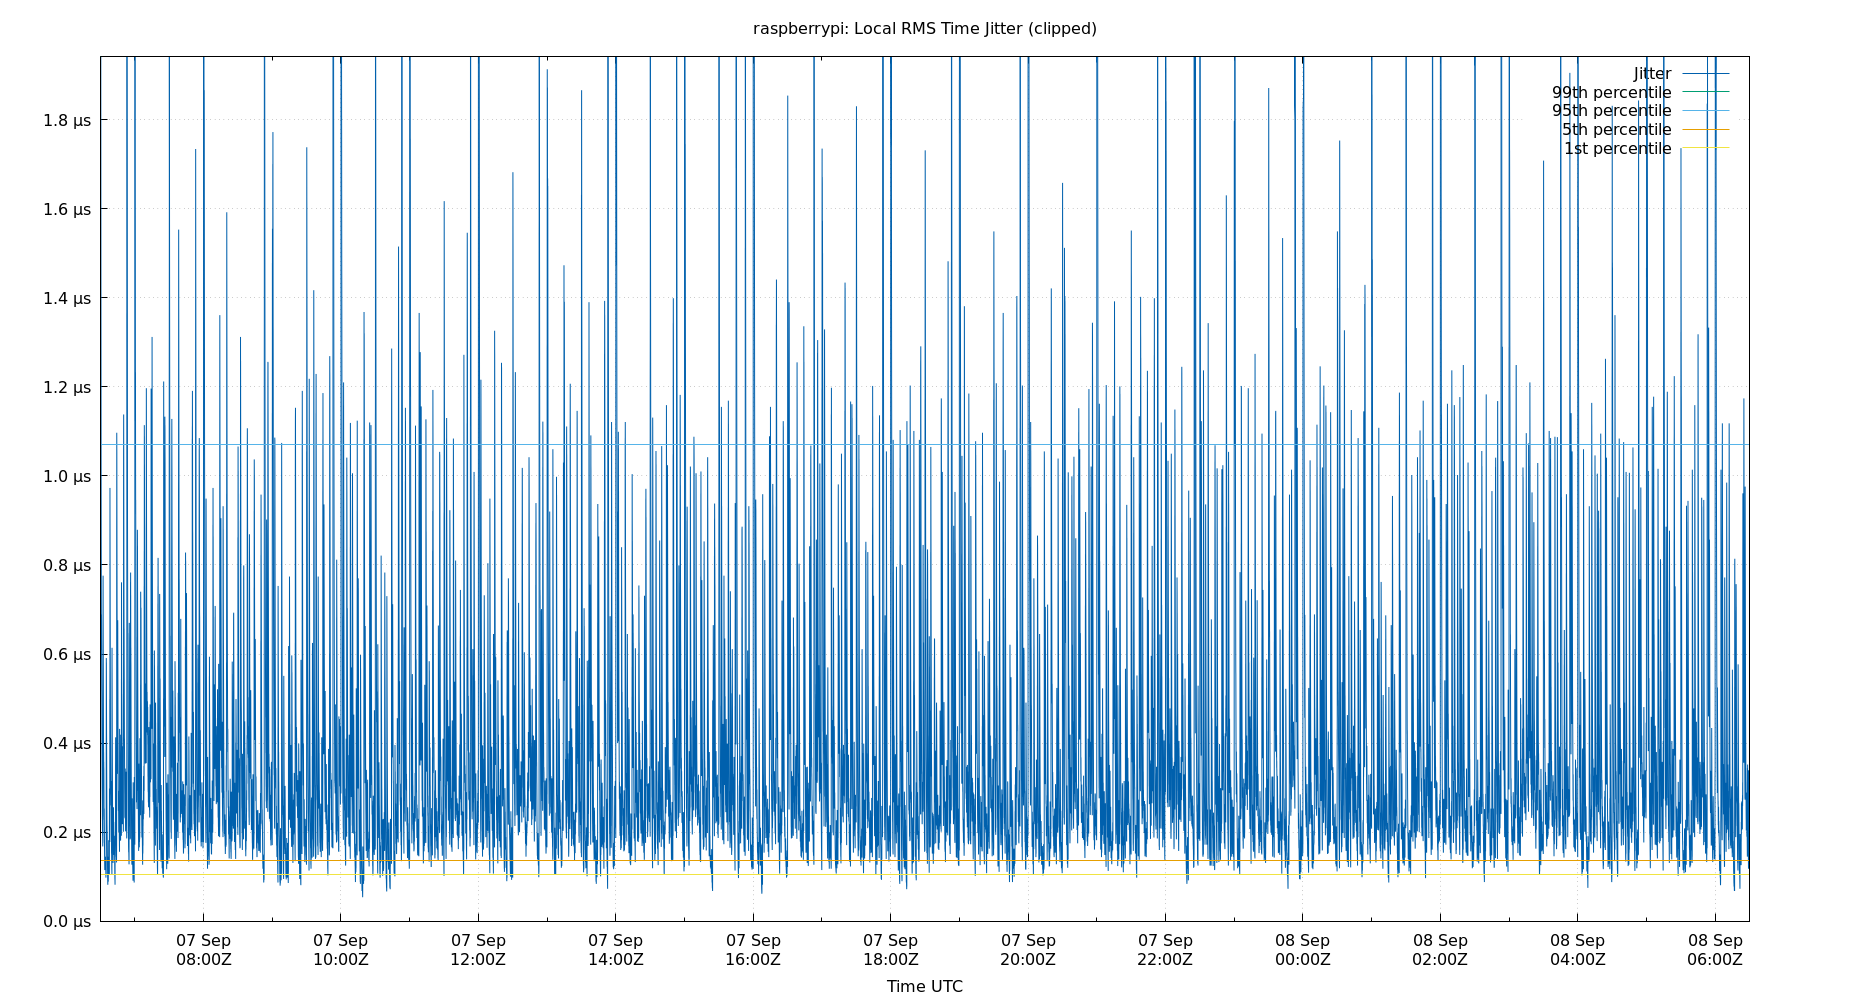 raspberrypi: Local RMS Time Jitter (clipped)
Jitter
99th percentile
95th percentile
5th percentile
1st percentile
1.8 µs
1.6 µs
1.4 µs
1.2 µs
1.0 µs
0.8 µs
0.6 µs
0.4 µs
0.2 µs
0.0 µs
07 Sep 07 Sep 07 Sep 07 Sep 07 Sep 07 Sep 07 Sep 07 Sep 08 Sep 08 Sep 08 Sep 08 Sep
08:00Z 10:00Z 12:00Z 14:00Z 16:00Z 18:00Z 20:00Z 22:00Z 00:00Z 02:00Z 04:00Z 06:00Z
Time UTC